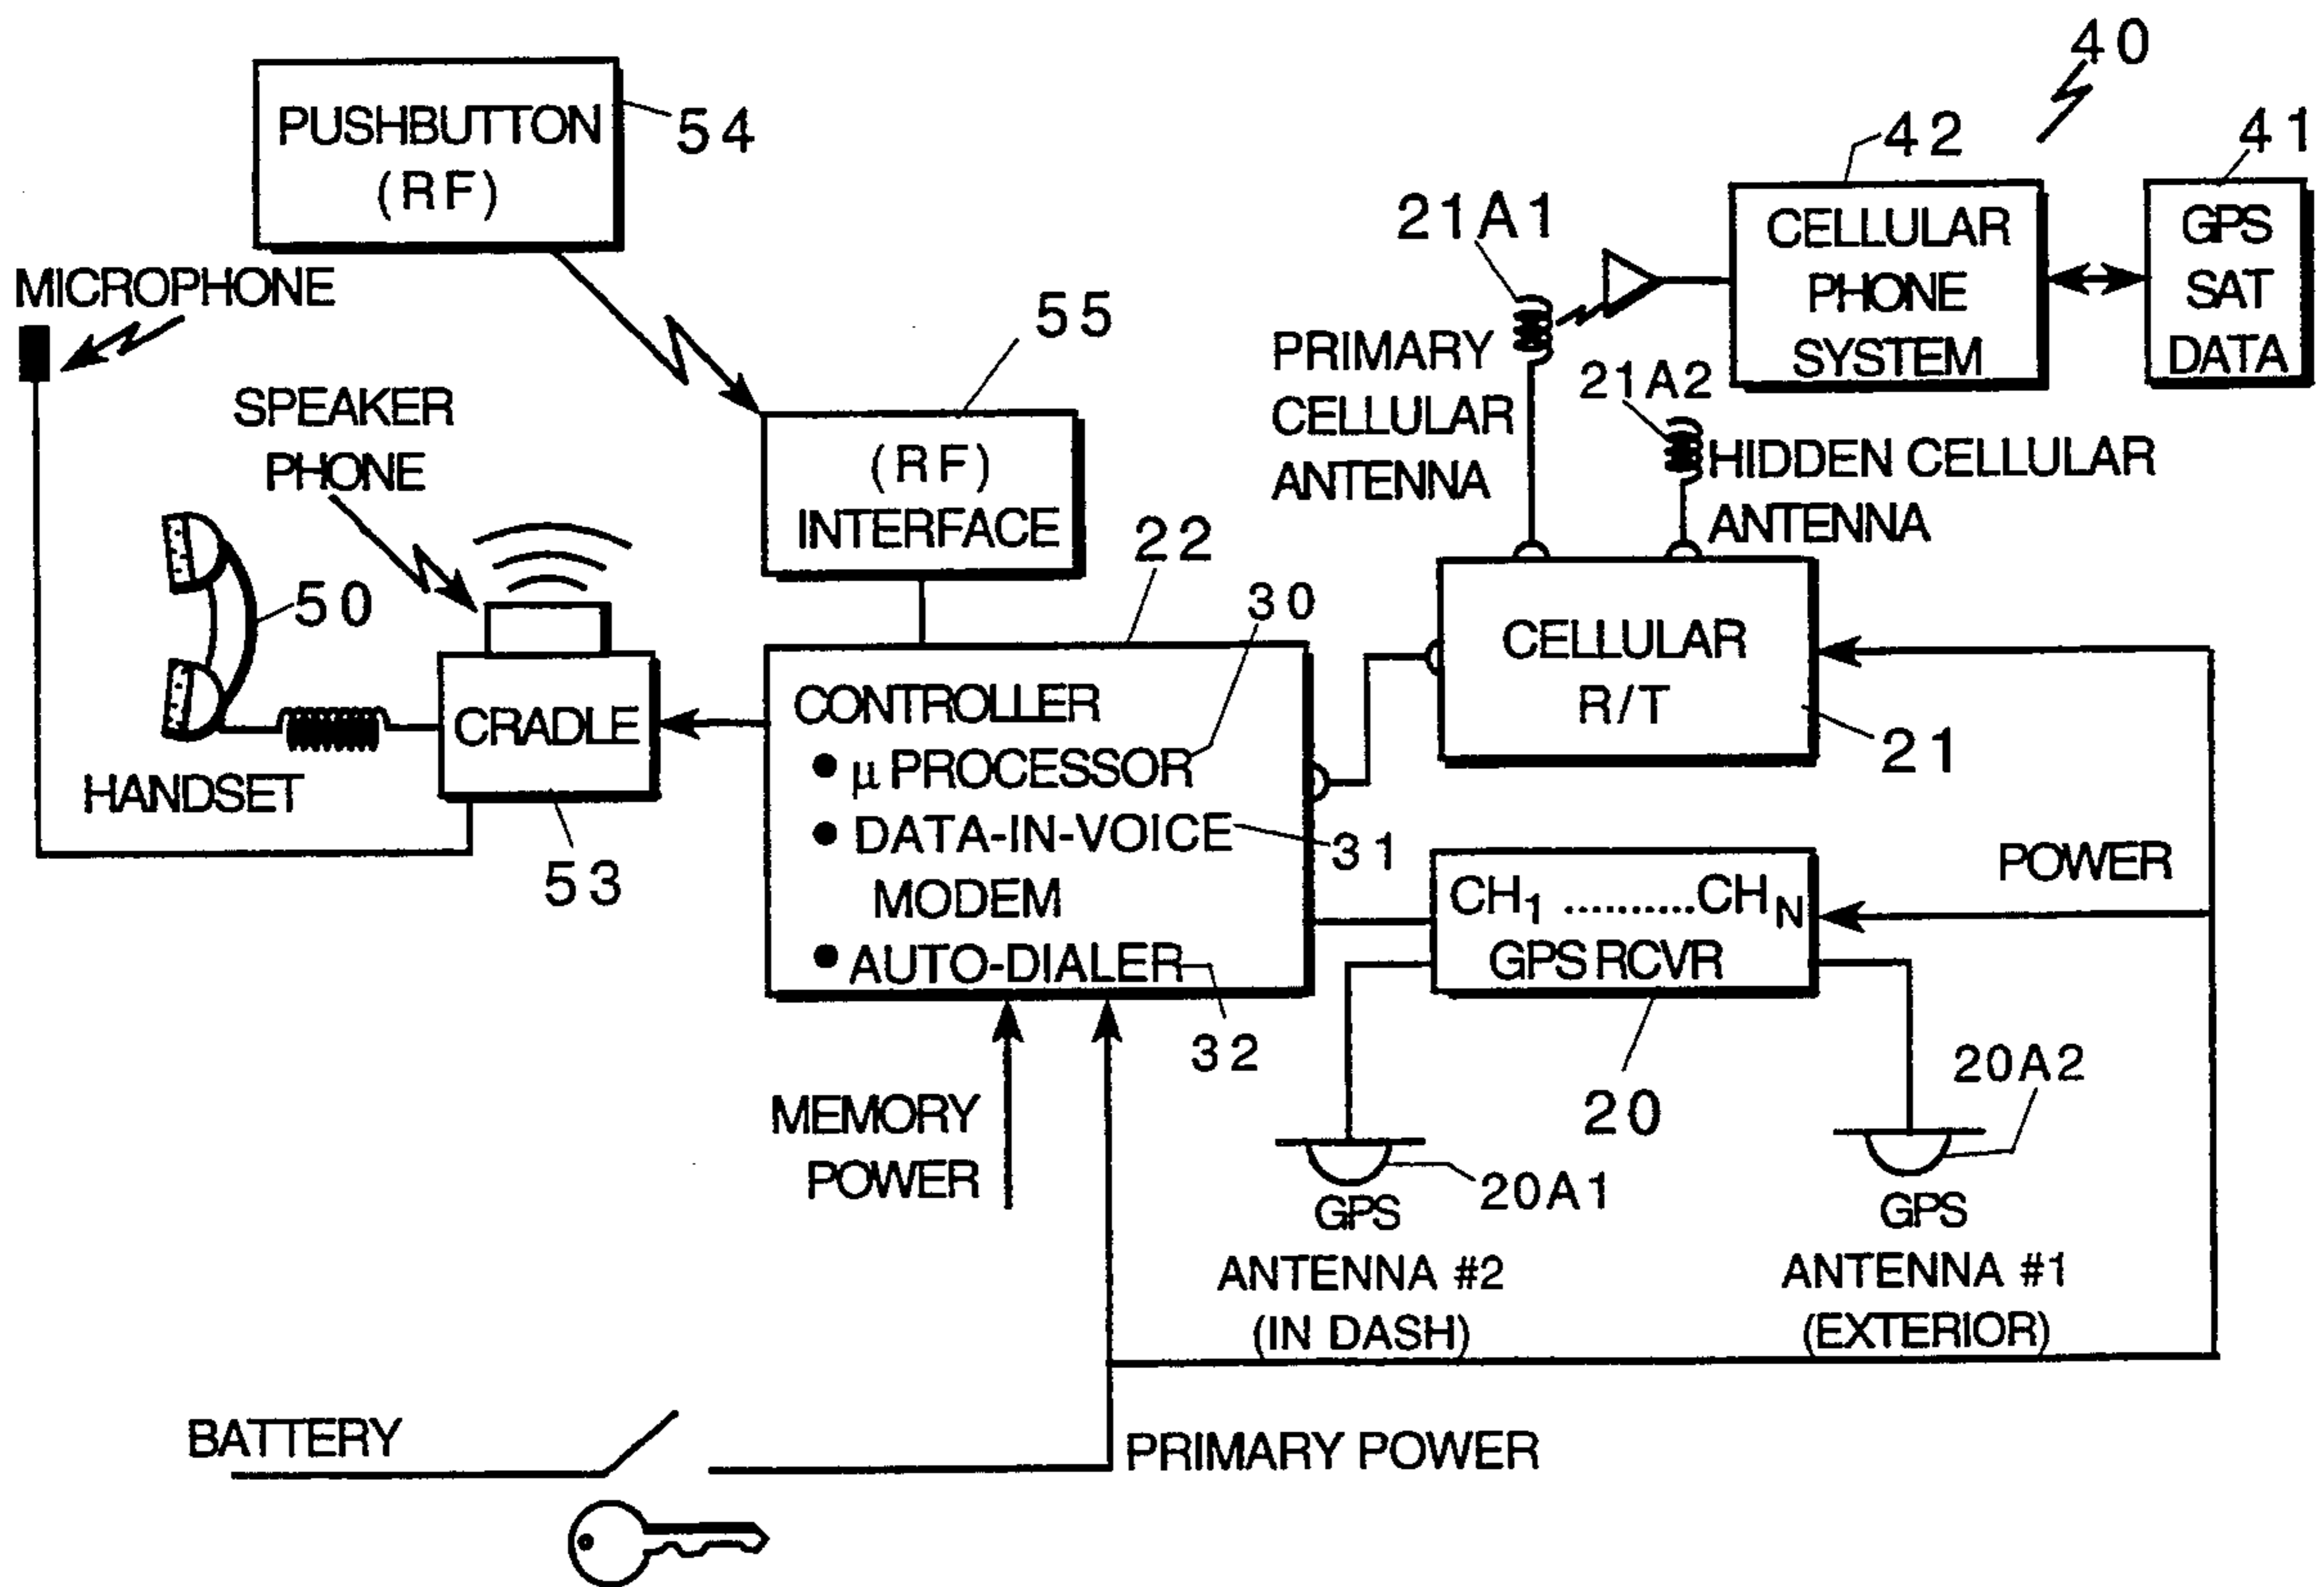 40
PUSHBUTTON
(RF)
54
42
41
MICROPHONE
21A1
CELLULAR
PHONE
SYSTEM
GPS
SAT
DATA
55
PRIMARY
CELLULAR
ANTENNA
21A2
HIDDEN CELLULAR
ANTENNA
SPEAKER
PHONE
(RF)
INTERFACE
22
50
30
CELLULAR
R/T
21
CONTROLLER
● µ PROCESSOR
● DATA-IN-VOICE
MODEM
● AUTO-DIALER
31
32
CRADLE
HANDSET
53
POWER
CH1 ..........CHN
GPS RCVR
20
20A2
MEMORY
POWER
20A1
GPS
ANTENNA #2
(IN DASH)
GPS
ANTENNA #1
(EXTERIOR)
BATTERY
PRIMARY POWER